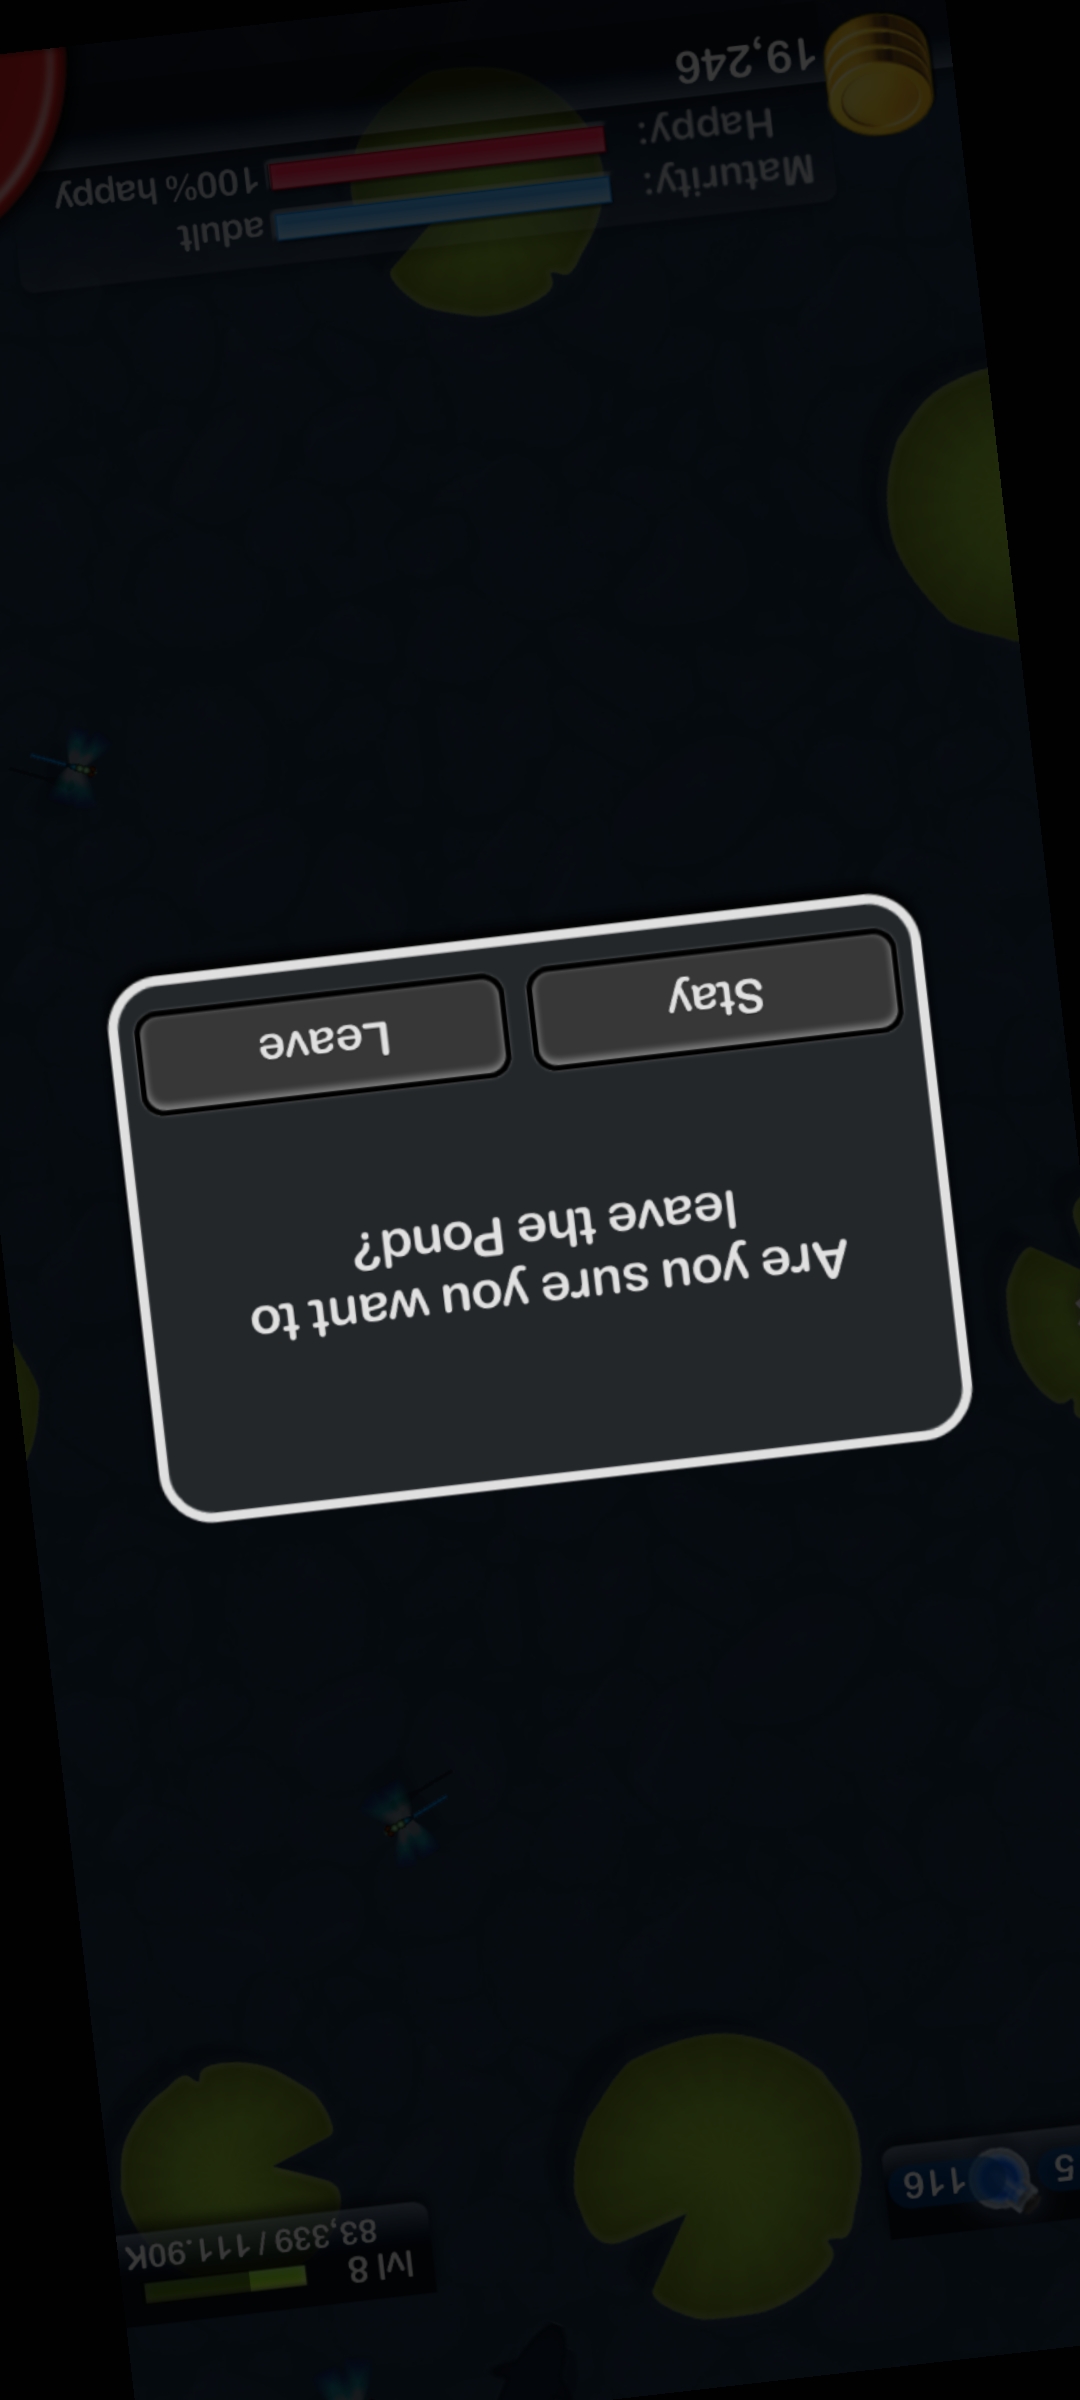 5
116
lvl 8
83,339 / 111.90K
Are you sure you want to
leave the Pond?
Stay
Leave
Maturity:
adult
Happy:
100% happy
19,246